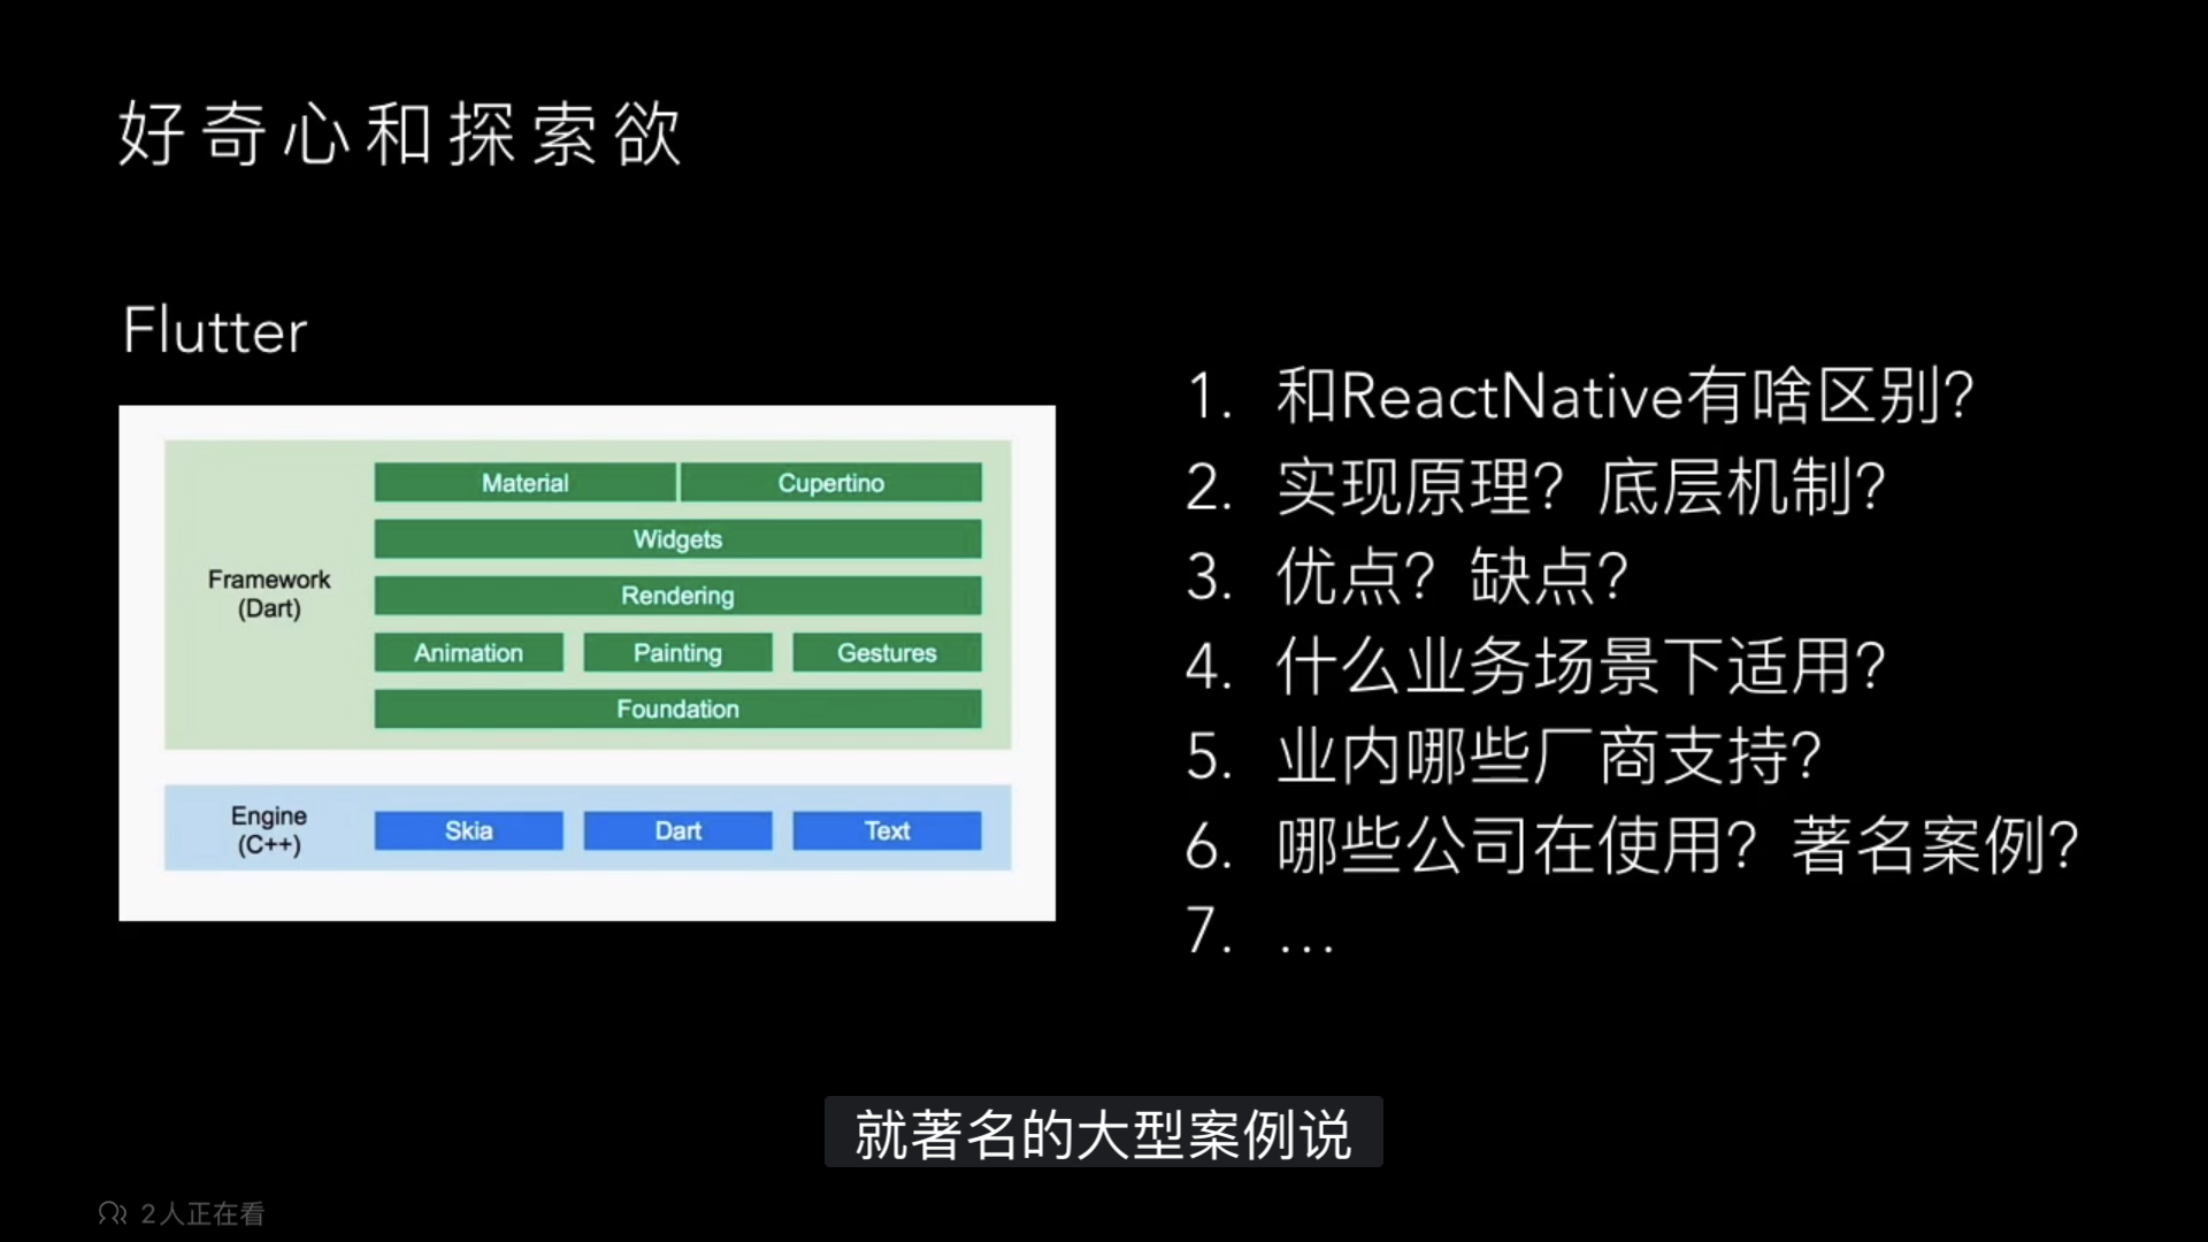 好奇心和探索欲
Flutter
Framework
(Dart)
Material
Cupertino
Widgets
Rendering
Animation
Painting
Gestures
Foundation
Engine
(C++)
Skia
Dart
Text
1. 和ReactNative有啥区别?
2. 实现原理? 底层机制?
3. 优点? 缺点?
4. 什么业务场景下适用?
5. 业内哪些厂商支持?
6. 哪些公司在使用? 著名案例?
7. ...
就著名的大型案例说
2人正在看